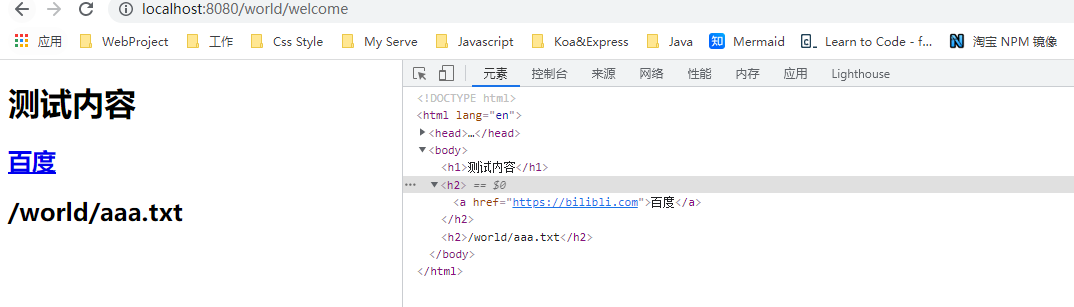 localhost:8080/world/welcome
应用 WebProject 工作 Css Style My Serve Javascript Koa&Express Java 知 Mermaid Learn to Code - f... 淘宝 NPM 镜像
元素 控制台 来源 网络 性能 内存 应用 Lighthouse
测试内容
百度
/world/aaa.txt
<!DOCTYPE html>
<html lang="en">
<head>…</head>
<body>
<h1>测试内容</h1>
<h2> == $0
<a href="https://bilibli.com">百度</a>
</h2>
<h2>/world/aaa.txt</h2>
</body>
</html>